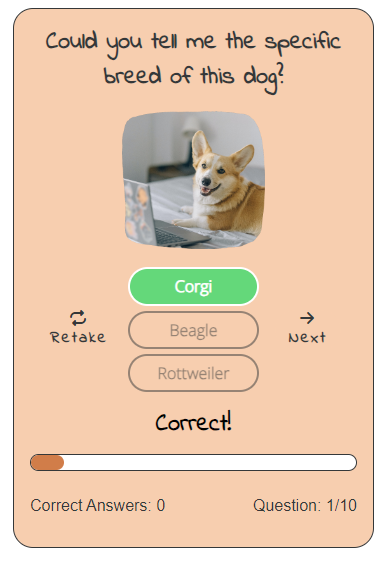 Could you tell me the specific
breed of this dog?
Corgi
Beagle
Rottweiler
Retake
Next
Correct!
Correct Answers: 0
Question: 1/10